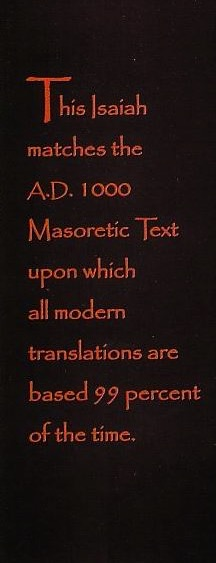 This Isaiah
matches the
A.D. 1000
Masoretic Text
upon which
all modern
translations are
based 99 percent
of the time.